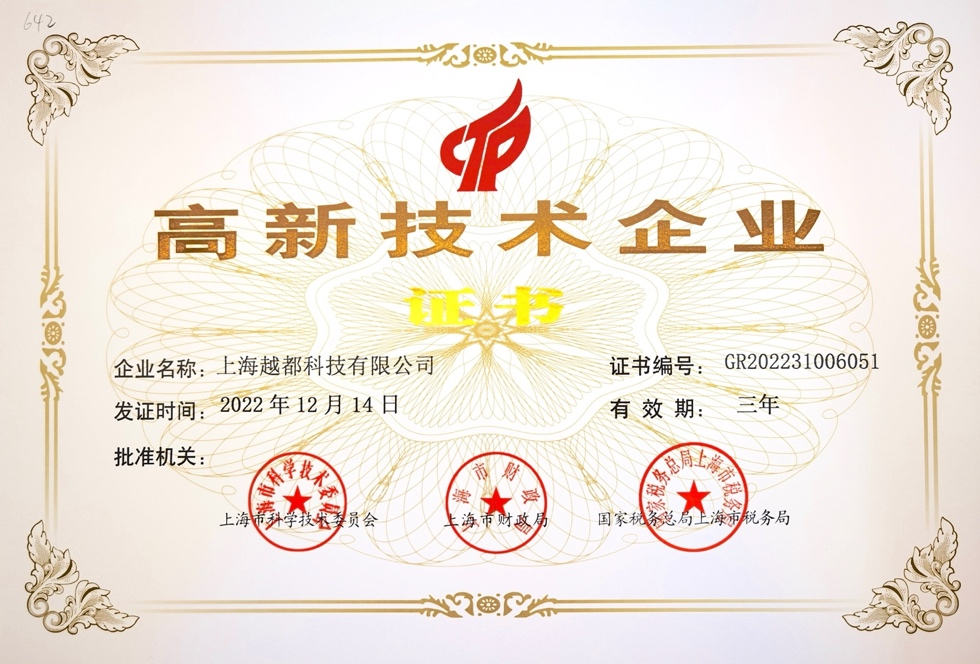 642
高新技术企业
证书
企业名称：上海越都科技有限公司
证书编号：GR202231006051
发证时间：2022年12月14日
有效期：三年
批准机关：
上海市科学技术委员会
上海市财政局
国家税务总局上海市税务局